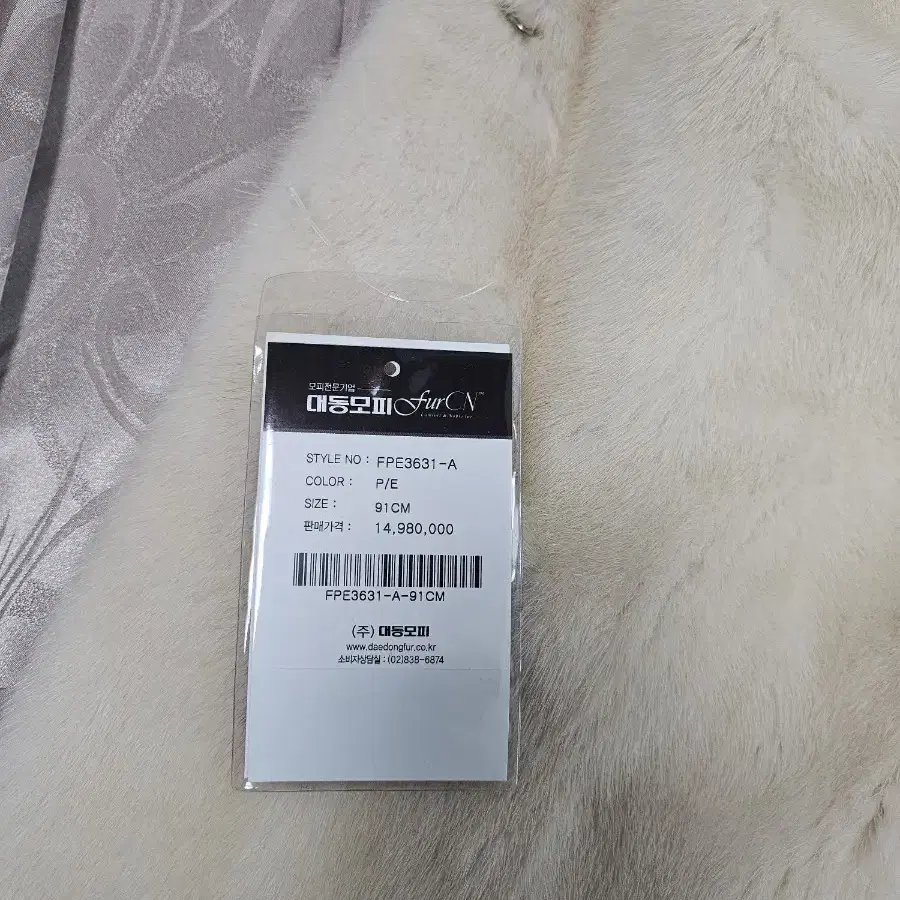 모피전문기업
대동모피 FurCN™
STYLE NO : FPE3631-A
COLOR : P/E
SIZE : 91CM
판매가격 : 14,980,000
FPE3631-A-91CM
(주) 대동모피
www.daedongfur.co.kr
소비자상담실 : (02)838-6874